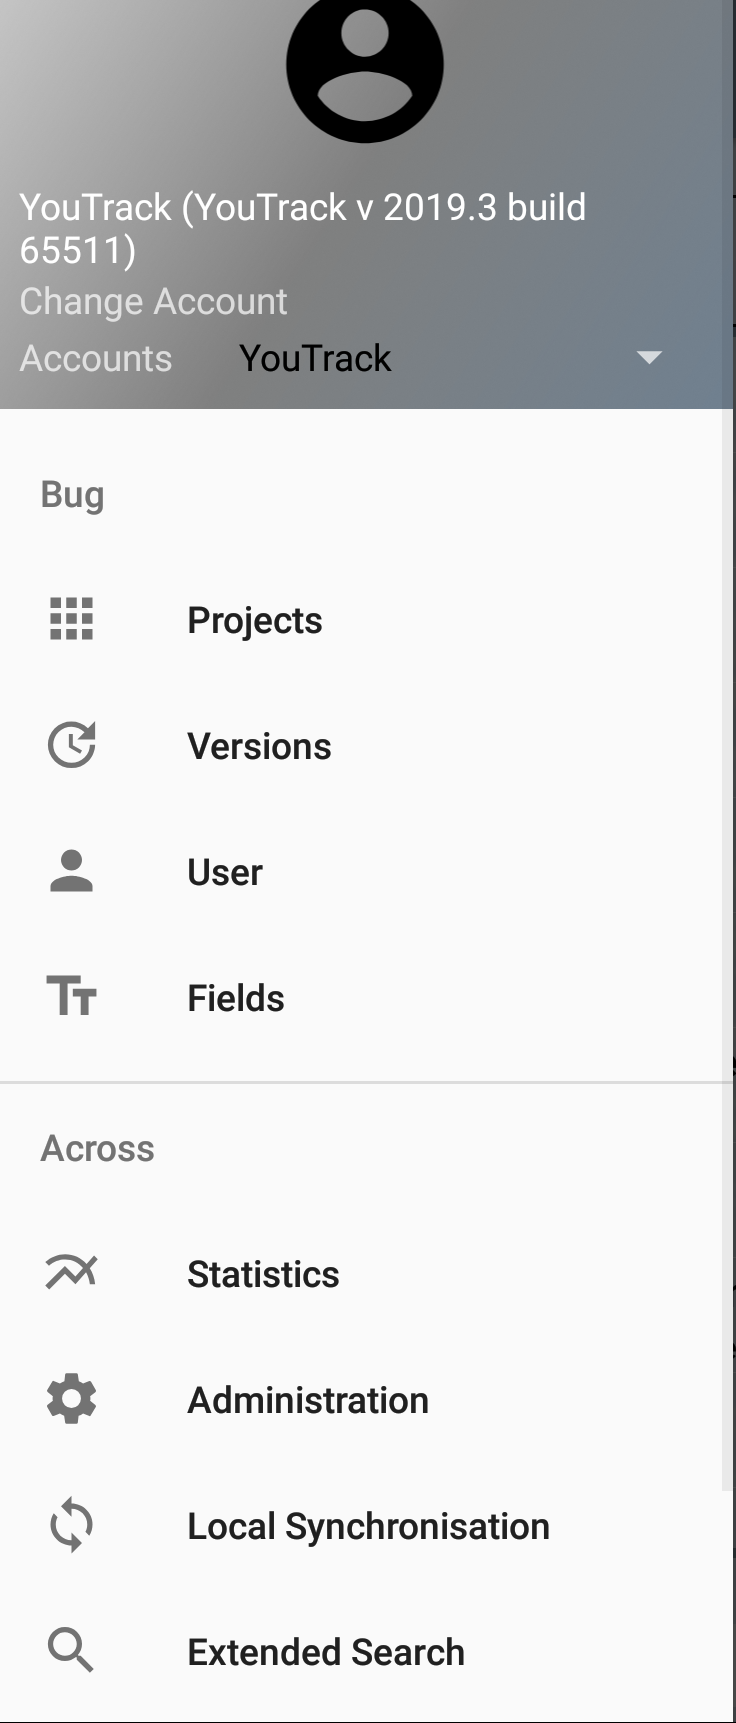 YouTrack (YouTrack v 2019.3 build
65511)
Change Account
Accounts YouTrack
Bug
Projects
Versions
User
Fields
Across
Statistics
Administration
Local Synchronisation
Extended Search